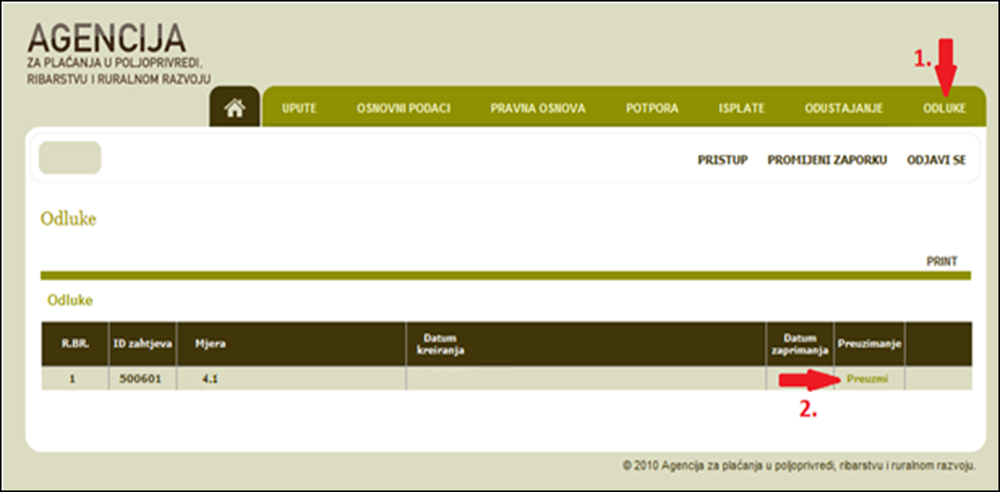 AGENCIJA
ZA PLAĆANJA U POLJOPRIVREDI,
RIBARSTVU I RURALNOM RAZVOJU
1.
UPUTE OSNOVNI PODACI PRAVNA OSNOVA POTPORA ISPLATE ODUSTAJANJE ODLUKE
PRISTUP PROMIJENI ZAPORKU ODJAVI SE
Odluke
PRINT
Odluke
R.BR. ID zahtjeva Mjera Datum kreiranja Datum zaprimanja Preuzimanje
1 500601 4.1 Preuzmi
2.
© 2010 Agencija za plaćanja u poljoprivredi, ribarstvu i ruralnom razvoju.